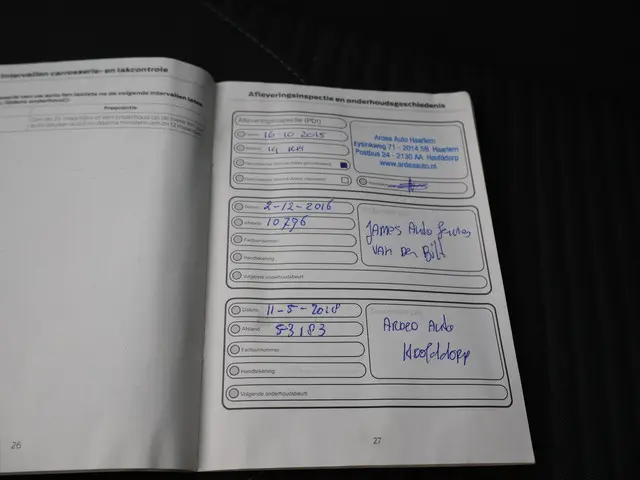 Intervallen carrosserie- en lakcontrole
Afleveringsinspectie en onderhoudsgeschiedenis
Afleveringsinspectie (PDI)
16 10 2015
14 km
Ardea Auto Haarlem
Eysinkweg 71 - 2014 SB Haarlem
Postbus 24 - 2130 AA Hoofddorp
www.ardeaauto.nl
Datum: 2-12-2016
Afstand: 10796
Factuurnummer:
Handtekening:
Volgende onderhoudsbeurt
James Auto Service
van der Bilt
Datum: 11-5-2018
Afstand: 53183
Factuurnummer:
Handtekening:
Volgende onderhoudsbeurt
Ardeo Auto
Hoofddorp
26
27